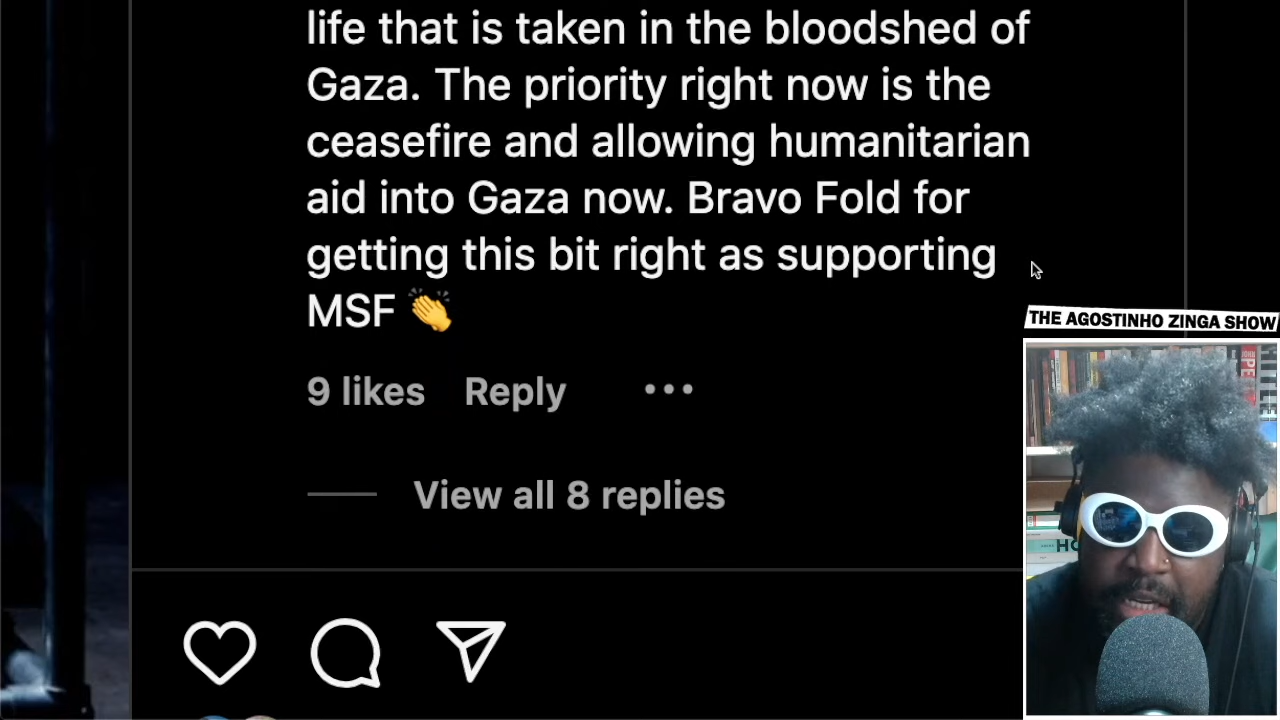 life that is taken in the bloodshed of
Gaza. The priority right now is the
ceasefire and allowing humanitarian
aid into Gaza now. Bravo Fold for
getting this bit right as supporting
MSF 👏
9 likes Reply •••
View all 8 replies
THE AGOSTINHO ZINGA SHOW